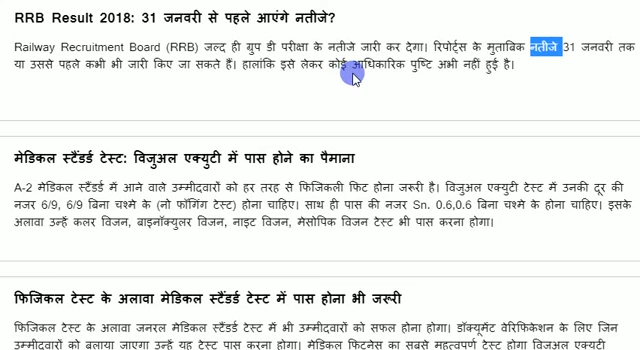 RRB Result 2018: 31 जनवरी से पहले आएंगे नतीजे?
Railway Recruitment Board (RRB) जल्द ही ग्रुप डी परीक्षा के नतीजे जारी कर देगा। रिपोर्ट्स के मुताबिक नतीजे 31 जनवरी तक
या उससे पहले कभी भी जारी किए जा सकते हैं। हालांकि इसे लेकर कोई आधिकारिक पुष्टि अभी नहीं हुई है।
मेडिकल स्टैंडर्ड टेस्ट: विजुअल एक्युटी में पास होने का पैमाना
A-2 मेडिकल स्टैंडर्ड में आने वाले उम्मीदवारों को हर तरह से फिजिकली फिट होना जरूरी है। विजुअल एक्युटी टेस्ट में उनकी दूर की
नजर 6/9, 6/9 बिना चश्मे के (नो फॉगिंग टेस्ट) होना चाहिए। साथ ही पास की नजर Sn. 0.6,0.6 बिना चश्मे के होना चाहिए। इसके
अलावा उन्हें कलर विजन, बाइनॉक्युलर विजन, नाइट विजन, मेसोपिक विजन टेस्ट भी पास करना होगा।
फिजिकल टेस्ट के अलावा मेडिकल स्टैंडर्ड टेस्ट में पास होना भी जरूरी
फिजिकल टेस्ट के अलावा जनरल मेडिकल स्टैंडर्ड टेस्ट में भी उम्मीदवारों को सफल होना होगा। डॉक्यूमेंट वेरिफिकेशन के लिए जिन
उम्मीदवारों को बुलाया जाएगा उन्हें यह टेस्ट पास करना होगा। मेडिकल फिटनेस का सबसे महत्वपूर्ण टेस्ट होगा विजुअल एक्युटी